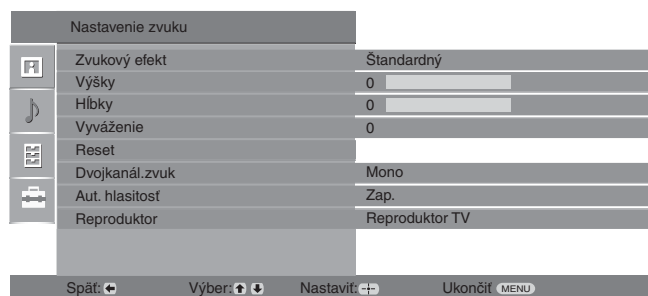 Nastavenie zvuku
Zvukový efekt Štandardný
Výšky 0
Hĺbky 0
Vyváženie 0
Reset
Dvojkanál.zvuk Mono
Aut. hlasitosť Zap.
Reproduktor Reproduktor TV
Späť: Výber: Nastaviť: Ukončiť MENU